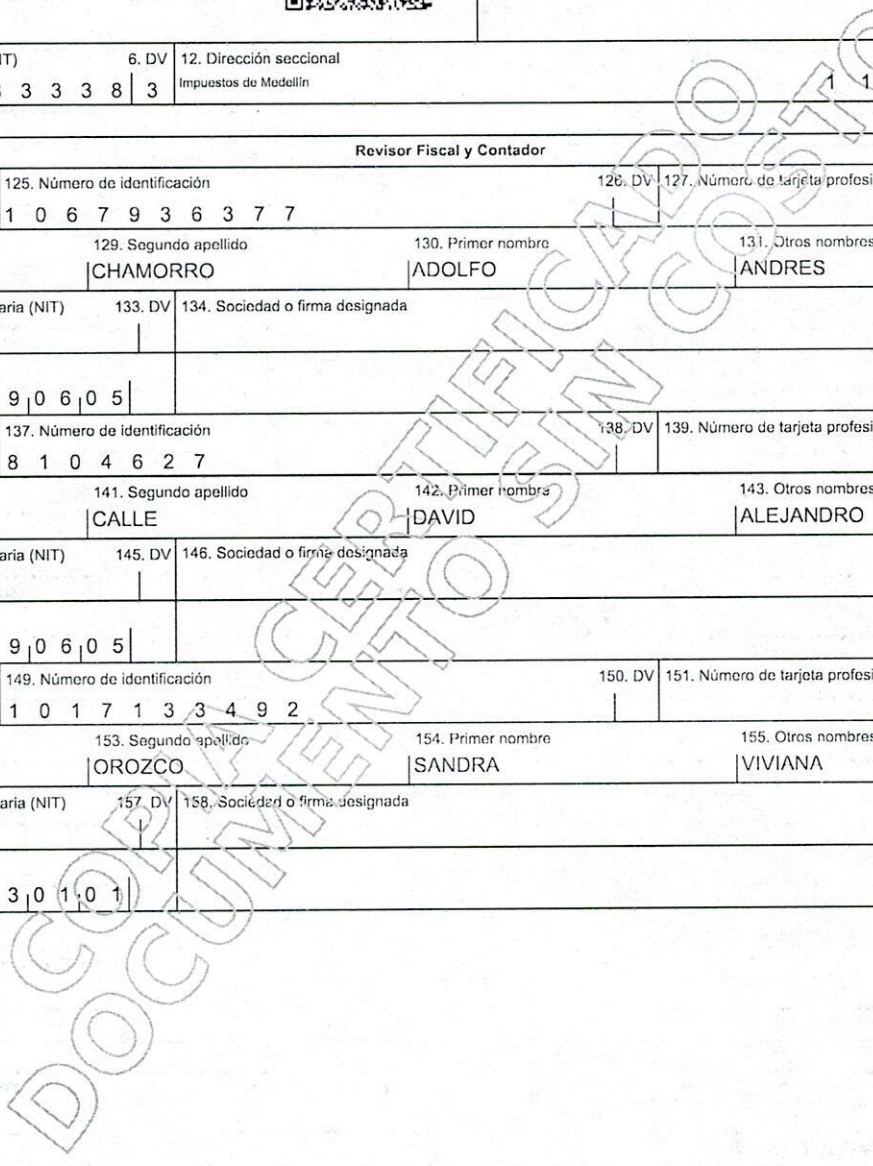 6. DV 12. Dirección seccional
3 3 3 8 3 Impuestos de Medellín 1 1
Revisor Fiscal y Contador
125. Número de identificación 126. DV 127. Número de tarjeta profesi
1 0 6 7 9 3 6 3 7 7
129. Segundo apellido 130. Primer nombre 131. Otros nombres
CHAMORRO ADOLFO ANDRES
aria (NIT) 133. DV 134. Sociedad o firma designada
9 0 6 0 5
137. Número de identificación 138. DV 139. Número de tarjeta profesi
8 1 0 4 6 2 7
141. Segundo apellido 142. Primer nombre 143. Otros nombres
CALLE DAVID ALEJANDRO
aria (NIT) 145. DV 146. Sociedad o firma designada
9 0 6 0 5
149. Número de identificación 150. DV 151. Número de tarjeta profesi
1 0 1 7 1 3 3 4 9 2
153. Segundo apellido 154. Primer nombre 155. Otros nombres
OROZCO SANDRA VIVIANA
aria (NIT) 157. DV 158. Sociedad o firma designada
3 0 1 0 1
COPIA CERTIFICADO
DOCUMENTO SIN COSTO